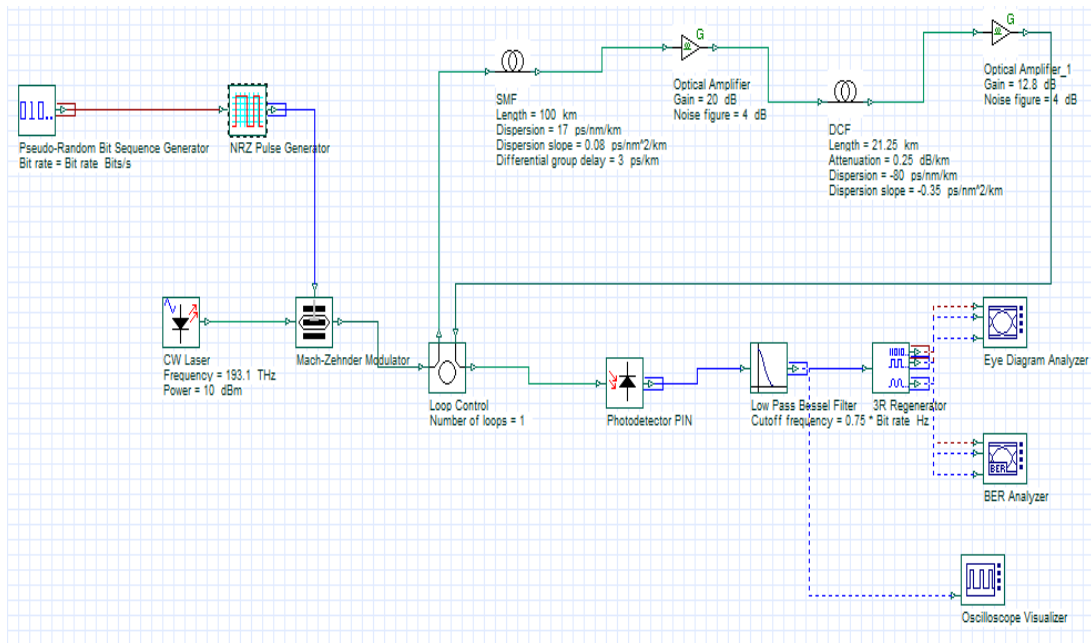 G
G
SMF
Length = 100 km
Dispersion = 17 ps/nm/km
Dispersion slope = 0.08 ps/nm^2/km
Differential group delay = 3 ps/km
Optical Amplifier
Gain = 20 dB
Noise figure = 4 dB
Optical Amplifier_1
Gain = 12.8 dB
Noise figure = 4 dB
DCF
Length = 21.25 km
Attenuation = 0.25 dB/km
Dispersion = -80 ps/nm/km
Dispersion slope = -0.35 ps/nm^2/km
010..
Pseudo-Random Bit Sequence Generator
Bit rate = Bit rate Bits/s
NRZ Pulse Generator
CW Laser
Frequency = 193.1 THz
Power = 10 dBm
Mach-Zehnder Modulator
Loop Control
Number of loops = 1
Photodetector PIN
Low Pass Bessel Filter
Cutoff frequency = 0.75 * Bit rate Hz
3R Regenerator
Eye Diagram Analyzer
BER
BER Analyzer
Oscilloscope Visualizer